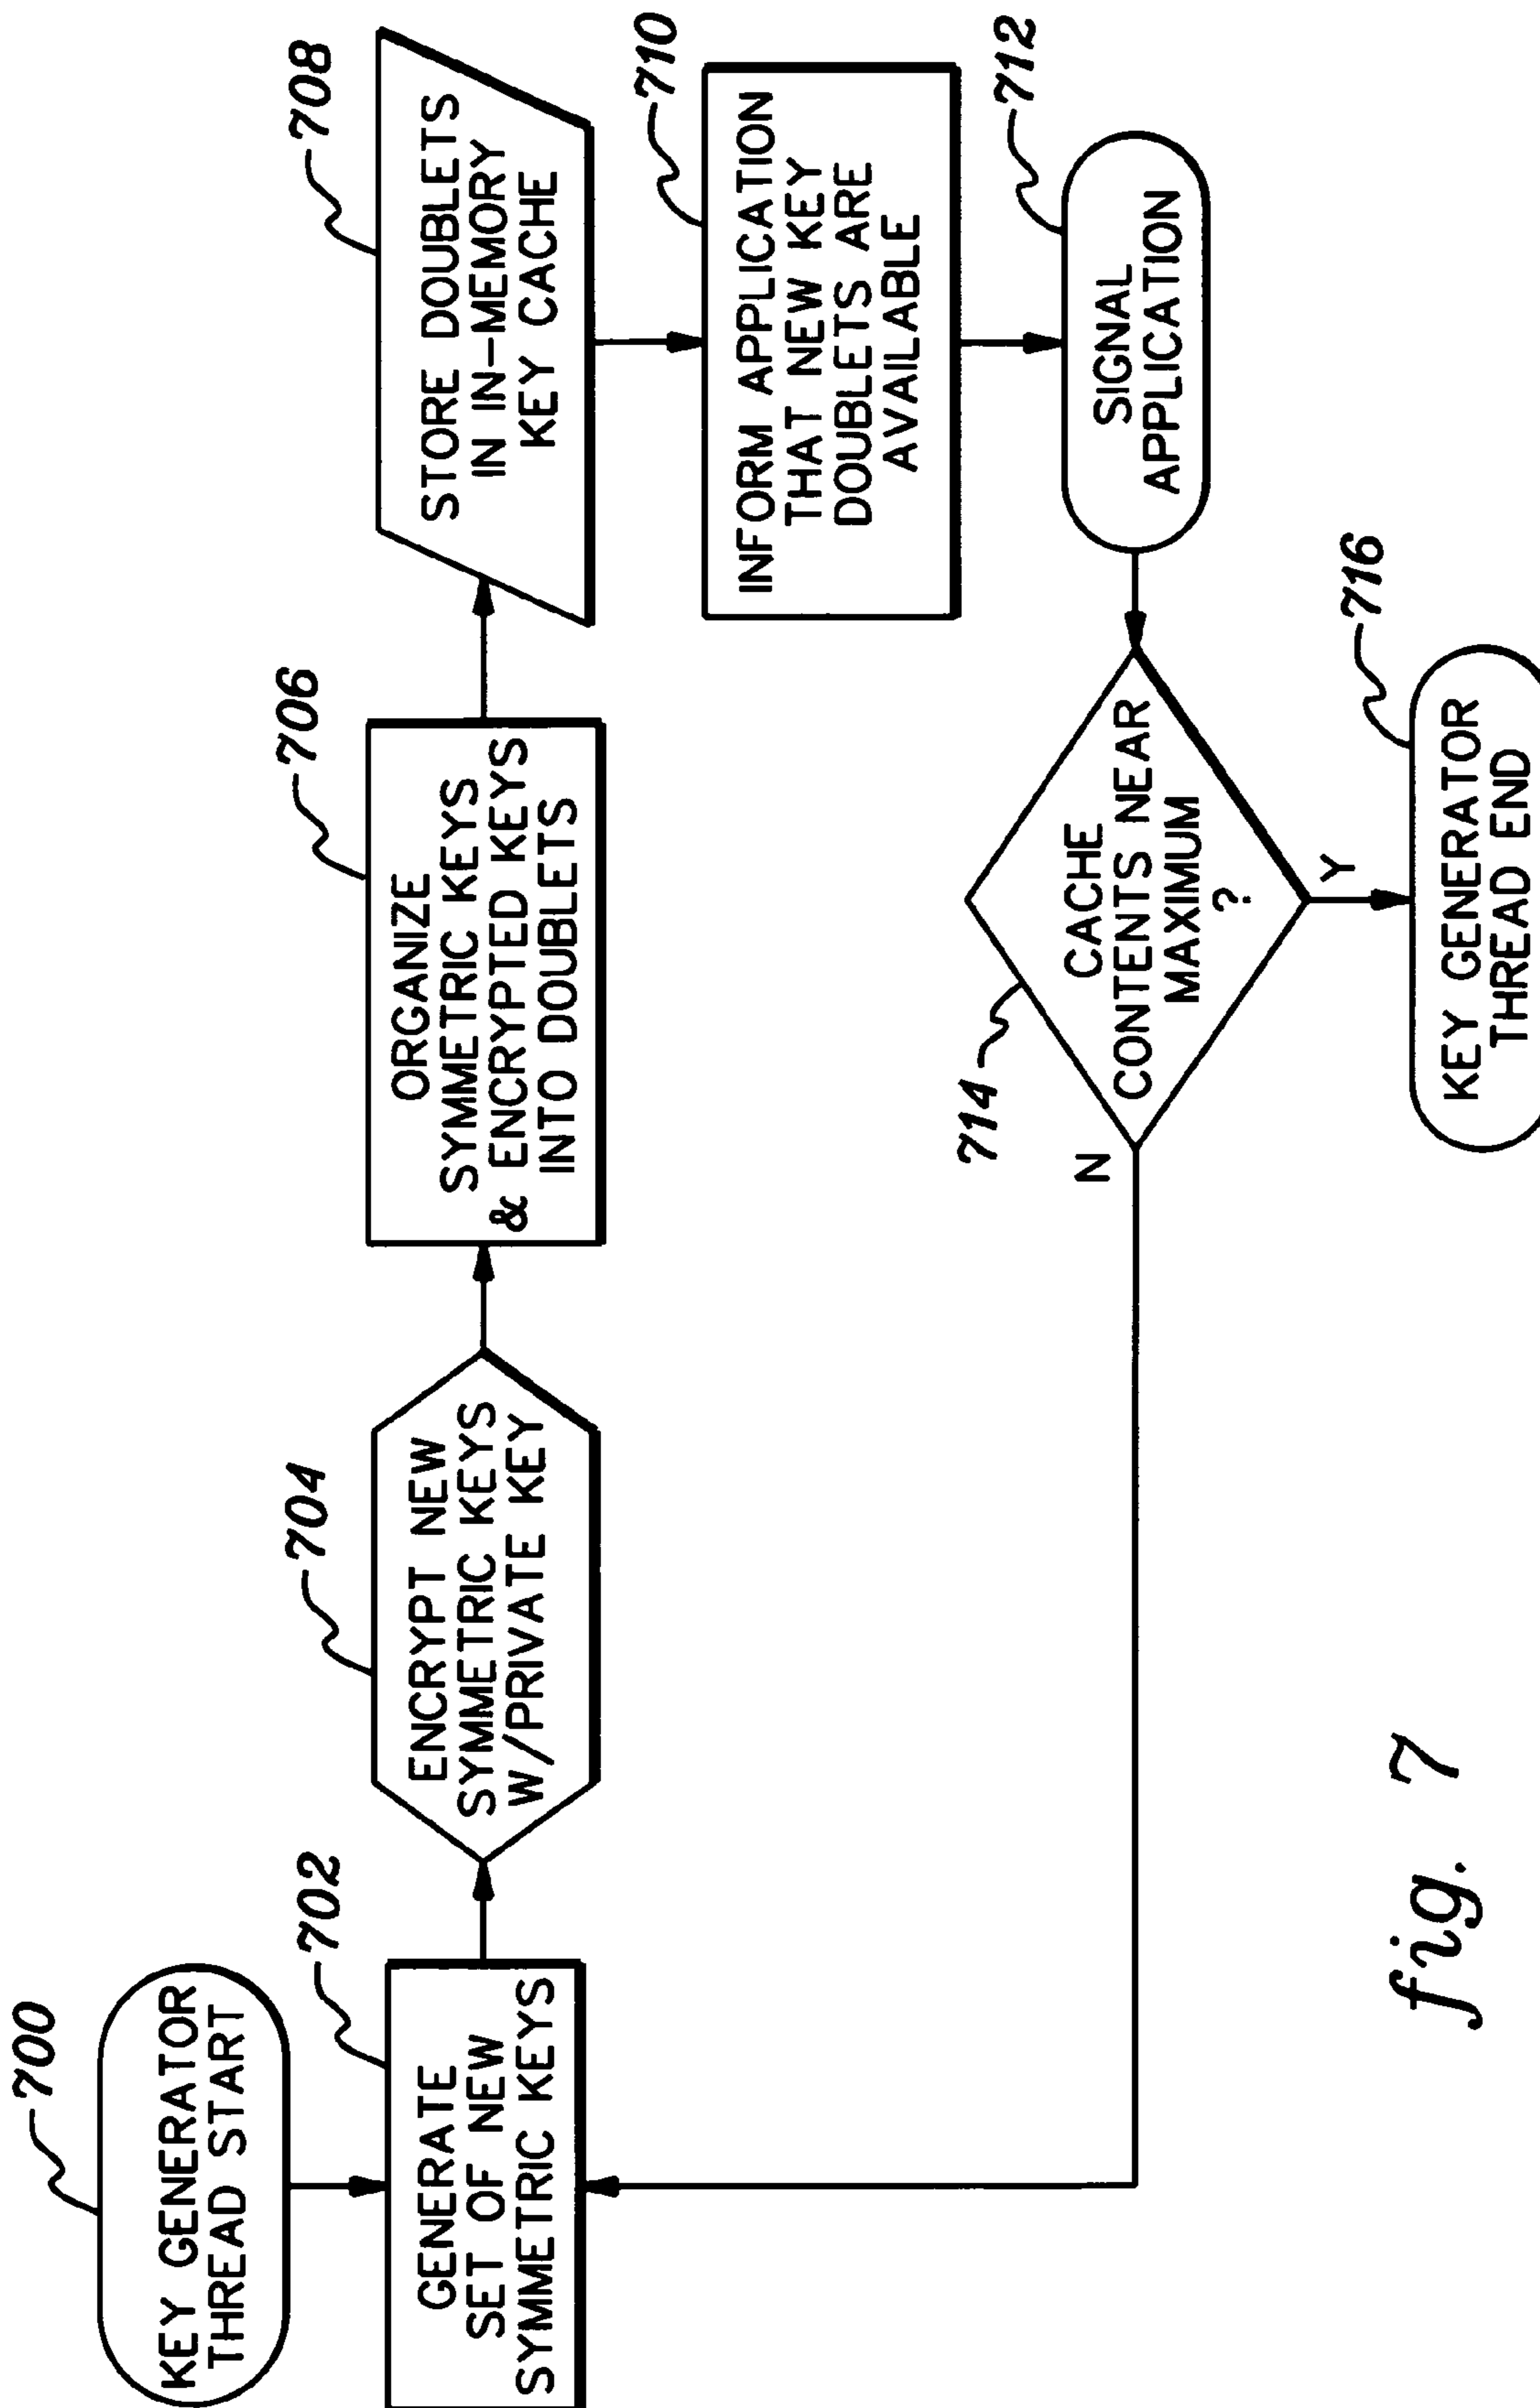 700
KEY GENERATOR
THREAD START
702
GENERATE
SET OF NEW
SYMMETRIC KEYS
704
ENCRYPT NEW
SYMMETRIC KEYS
W/PRIVATE KEY
706
ORGANIZE
SYMMETRIC KEYS
& ENCRYPTED KEYS
INTO DOUBLETS
708
STORE DOUBLETS
IN IN-MEMORY
KEY CACHE
710
INFORM APPLICATION
THAT NEW KEY
DOUBLETS ARE
AVAILABLE
712
SIGNAL
APPLICATION
714
CACHE
CONTENTS NEAR
MAXIMUM
?
N
Y
716
KEY GENERATOR
THREAD END
fig. 7